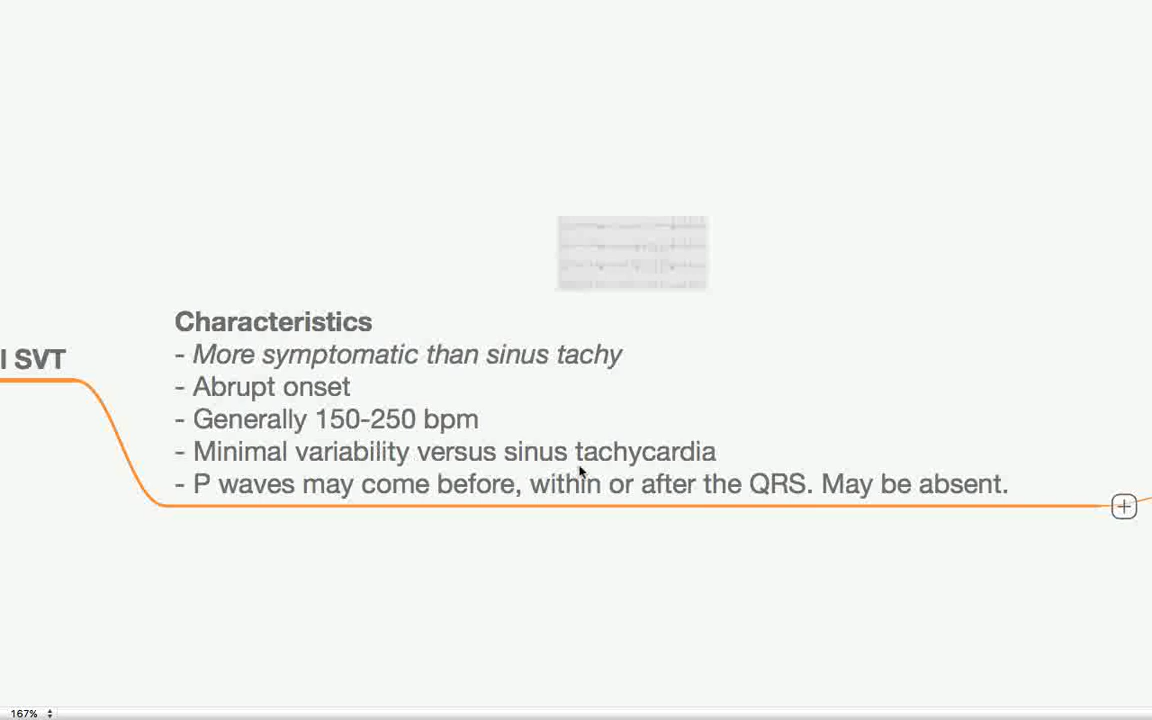 Characteristics
- More symptomatic than sinus tachy
l SVT
- Abrupt onset
- Generally 150-250 bpm
- Minimal variability versus sinus tachycardia
- P waves may come before, within or after the QRS. May be absent.
167%